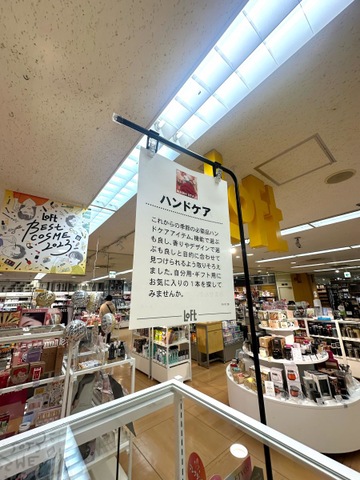 LOFT
BEST
COSME
2023
ハンドケア
これからの季節の必需品ハン
ドケアアイテム。機能で選ぶ
も良し、香りやデザインで選
ぶも良しと目的に合わせて
見つけられるよう取りそろえ
ました。自分用・ギフト用に
お気に入りの1本を探して
みませんか。
LOFT
LOFT